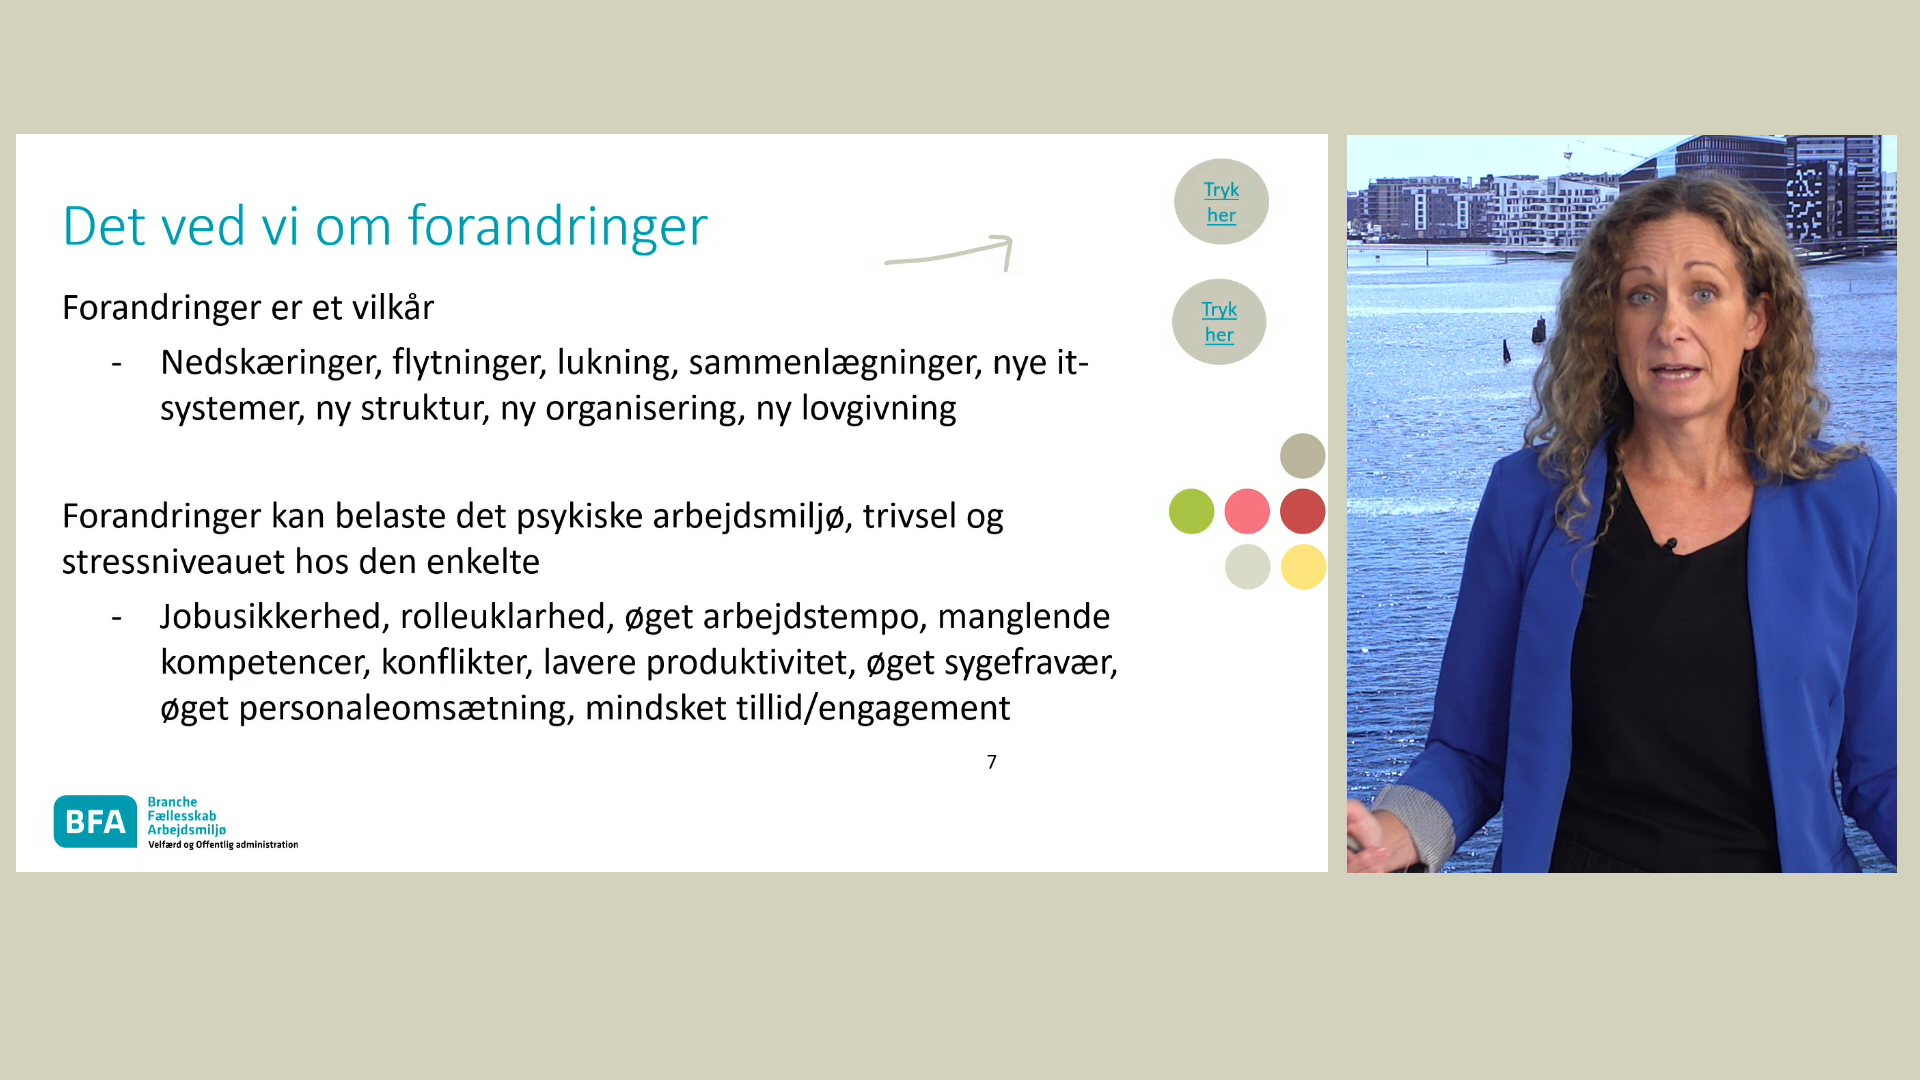 Det ved vi om forandringer
Tryk
her
Tryk
her
Forandringer er et vilkår
- Nedskæringer, flytninger, lukning, sammenlægninger, nye it-
systemer, ny struktur, ny organisering, ny lovgivning
Forandringer kan belaste det psykiske arbejdsmiljø, trivsel og
stressniveauet hos den enkelte
- Jobusikkerhed, rolleuklarhed, øget arbejdstempo, manglende
kompetencer, konflikter, lavere produktivitet, øget sygefravær,
øget personaleomsætning, mindsket tillid/engagement
7
BFA
Branche
Fællesskab
Arbejdsmiljø
Velfærd og Offentlig administration